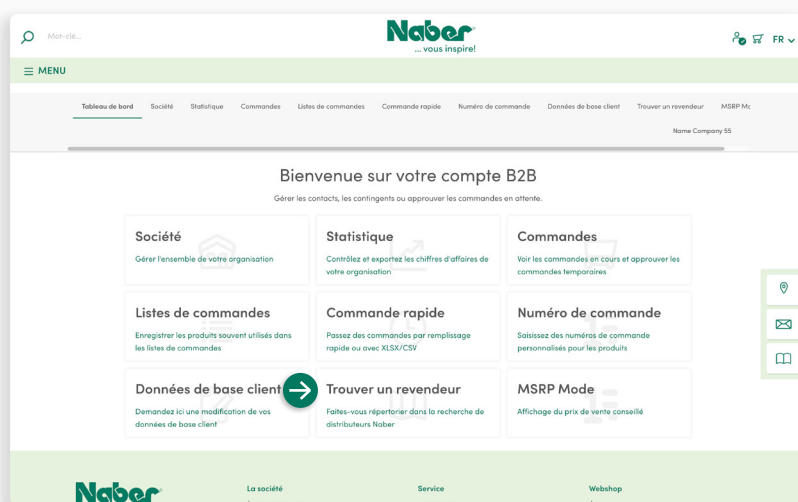 Mot-clé...
Naber
... vous inspire!
FR
MENU
Tableau de bord Société Statistique Commandes Listes de commandes Commande rapide Numéro de commande Données de base client Trouver un revendeur MSRP
Name Company 55
Bienvenue sur votre compte B2B
Gérer les contacts, les contingents ou approuver les commandes en attente.
Société
Gérer l'ensemble de votre organisation
Statistique
Contrôlez et exportez les chiffres d'affaires de
votre organisation
Commandes
Voir les commandes en cours et approuver les
commandes temporaires
Listes de commandes
Enregistrer les produits souvent utilisés dans
les listes de commandes
Commande rapide
Passez des commandes par remplissage
rapide ou avec XLSX/CSV
Numéro de commande
Saisissez des numéros de commande
personnalisés pour les produits
Données de base client
Demandez ici une modification de vos
données de base client
Trouver un revendeur
Faites-vous répertorier dans la recherche de
distributeurs Naber
MSRP Mode
Affichage du prix de vente conseillé
Naber
La société
Service
Webshop